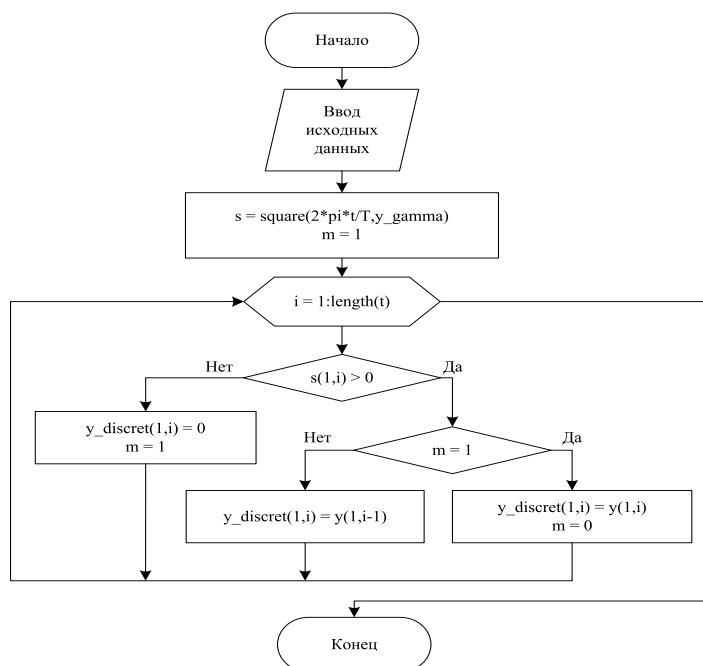 Начало
Ввод
исходных
данных
s = square(2*pi*t/T,y_gamma)
m = 1
i = 1:length(t)
Нет
s(1,i) > 0
Да
y_discret(1,i) = 0
m = 1
Нет
m = 1
Да
y_discret(1,i) = y(1,i-1)
y_discret(1,i) = y(1,i)
m = 0
Конец